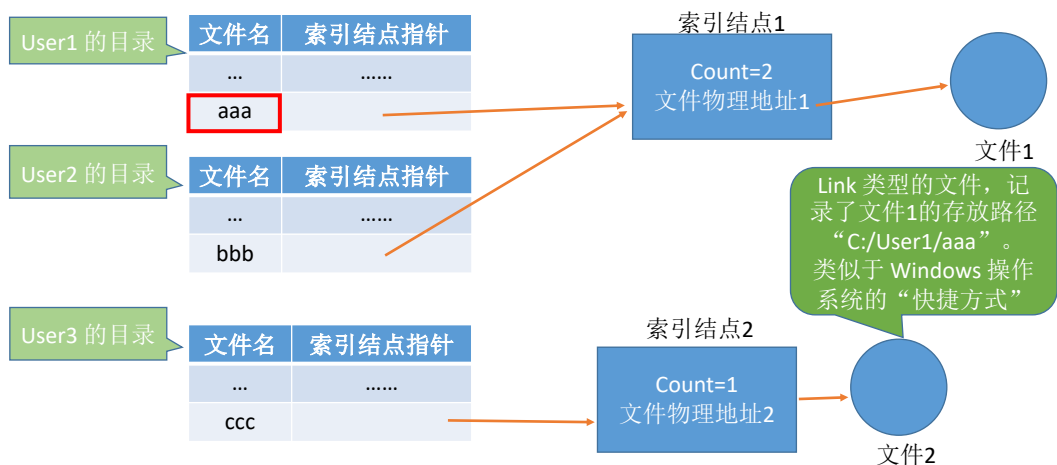 User1 的目录
文件名 索引结点指针
… ……
aaa
索引结点1
Count=2
文件物理地址1
文件1
User2 的目录
文件名 索引结点指针
… ……
bbb
Link 类型的文件，记
录了文件1的存放路径
“C:/User1/aaa”。
类似于 Windows 操作
系统的“快捷方式”
User3 的目录
文件名 索引结点指针
… ……
ccc
索引结点2
Count=1
文件物理地址2
文件2